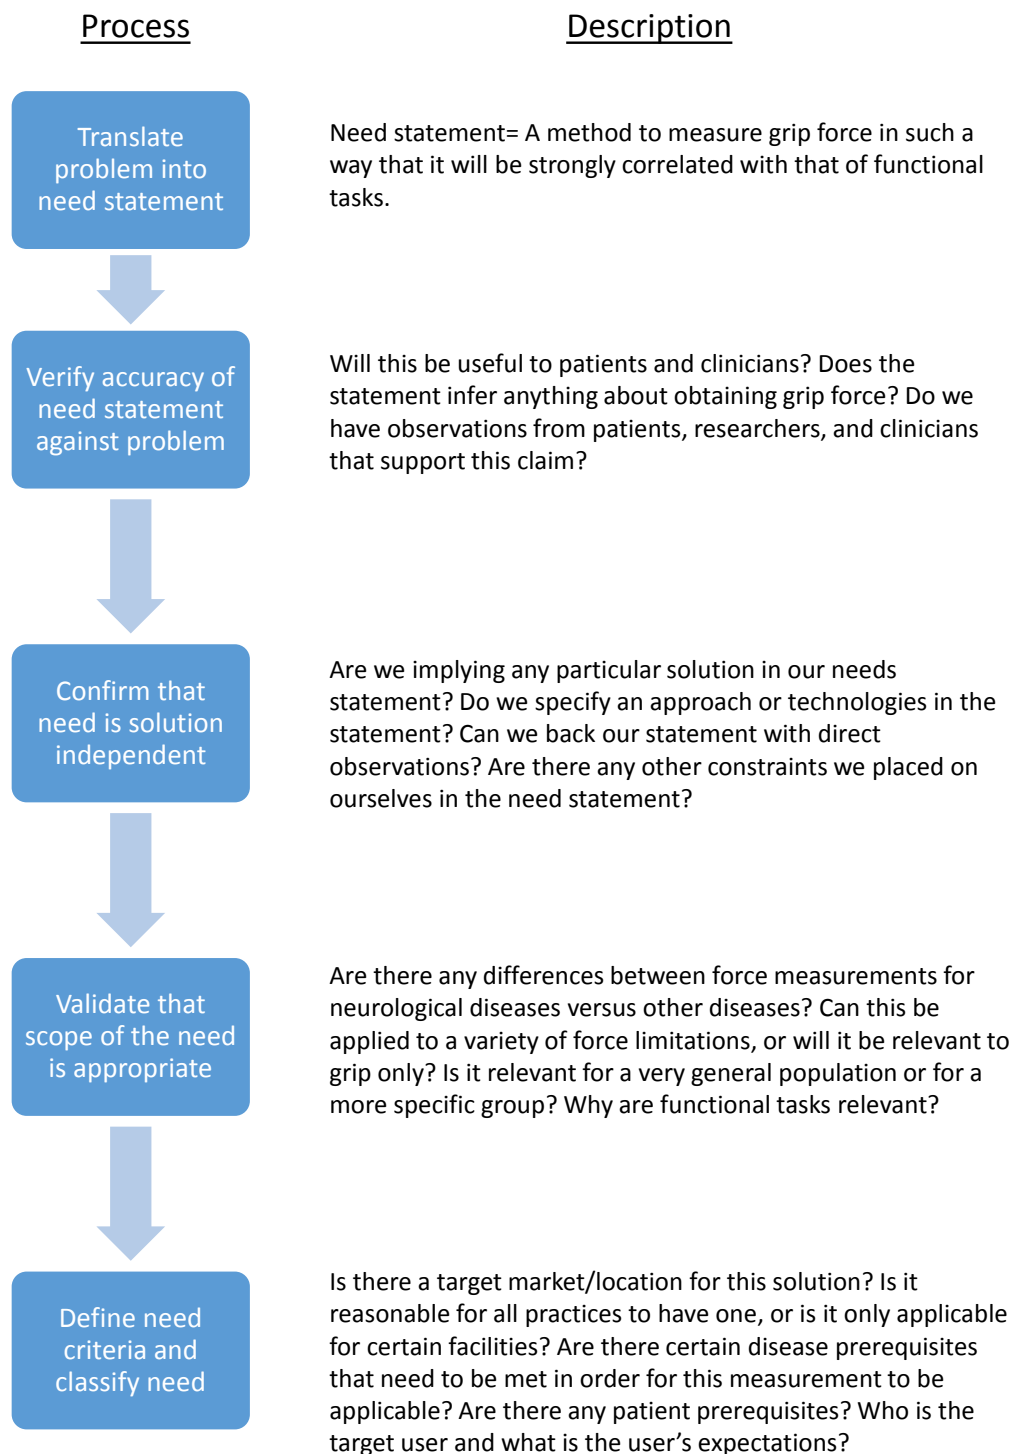 Process
Description
Translate
problem into
need statement
Need statement= A method to measure grip force in such a
way that it will be strongly correlated with that of functional
tasks.
Verify accuracy of
need statement
against problem
Will this be useful to patients and clinicians? Does the
statement infer anything about obtaining grip force? Do we
have observations from patients, researchers, and clinicians
that support this claim?
Confirm that
need is solution
independent
Are we implying any particular solution in our needs
statement? Do we specify an approach or technologies in the
statement? Can we back our statement with direct
observations? Are there any other constraints we placed on
ourselves in the need statement?
Validate that
scope of the need
is appropriate
Are there any differences between force measurements for
neurological diseases versus other diseases? Can this be
applied to a variety of force limitations, or will it be relevant to
grip only? Is it relevant for a very general population or for a
more specific group? Why are functional tasks relevant?
Define need
criteria and
classify need
Is there a target market/location for this solution? Is it
reasonable for all practices to have one, or is it only applicable
for certain facilities? Are there certain disease prerequisites
that need to be met in order for this measurement to be
applicable? Are there any patient prerequisites? Who is the
target user and what is the user's expectations?